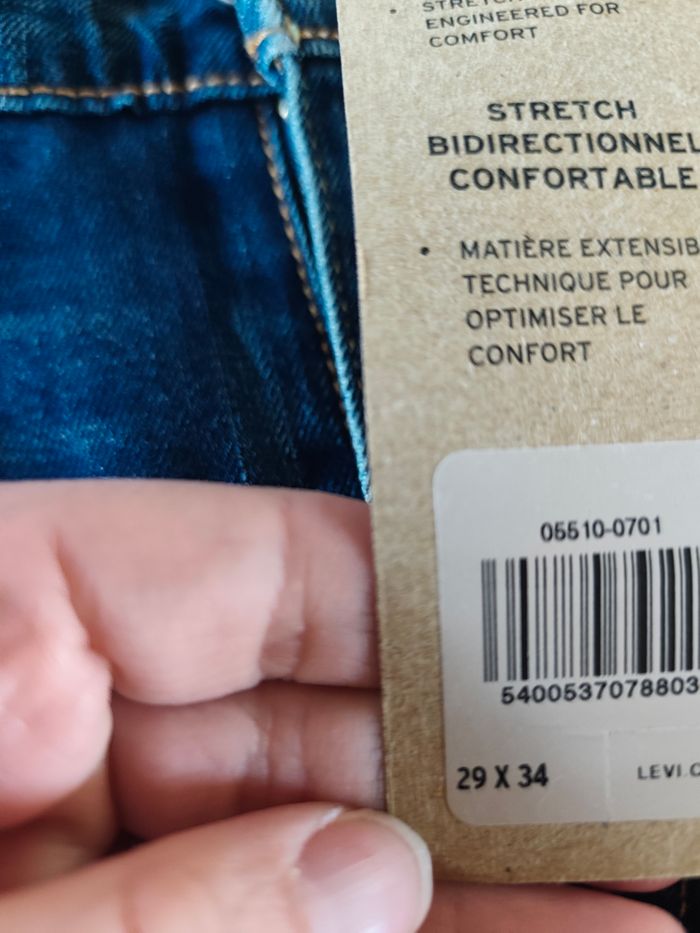 STRETCH
ENGINEERED FOR
COMFORT
STRETCH
BIDIRECTIONNEL
CONFORTABLE
• MATIÈRE EXTENSIB
TECHNIQUE POUR
OPTIMISER LE
CONFORT
05510-0701
5400537078803
29 X 34
LEVI.C